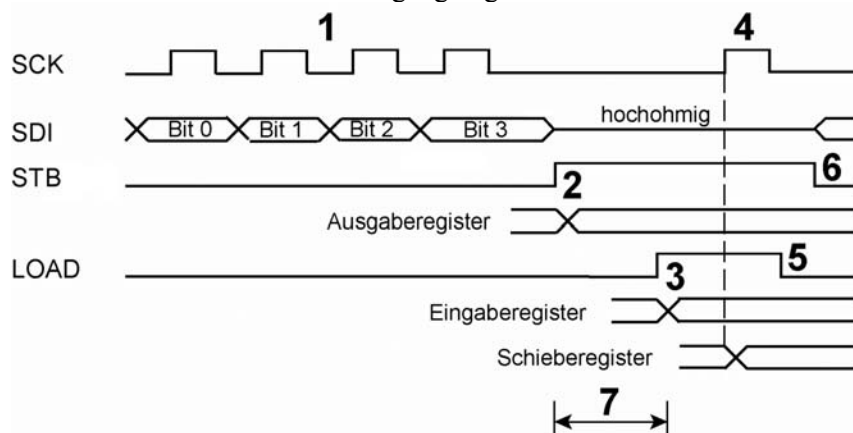 1 4
SCK
SDI Bit 0 Bit 1 Bit 2 Bit 3 hochohmig
STB 2 6
Ausgaberegister
LOAD 3 5
Eingaberegister
Schieberegister
7